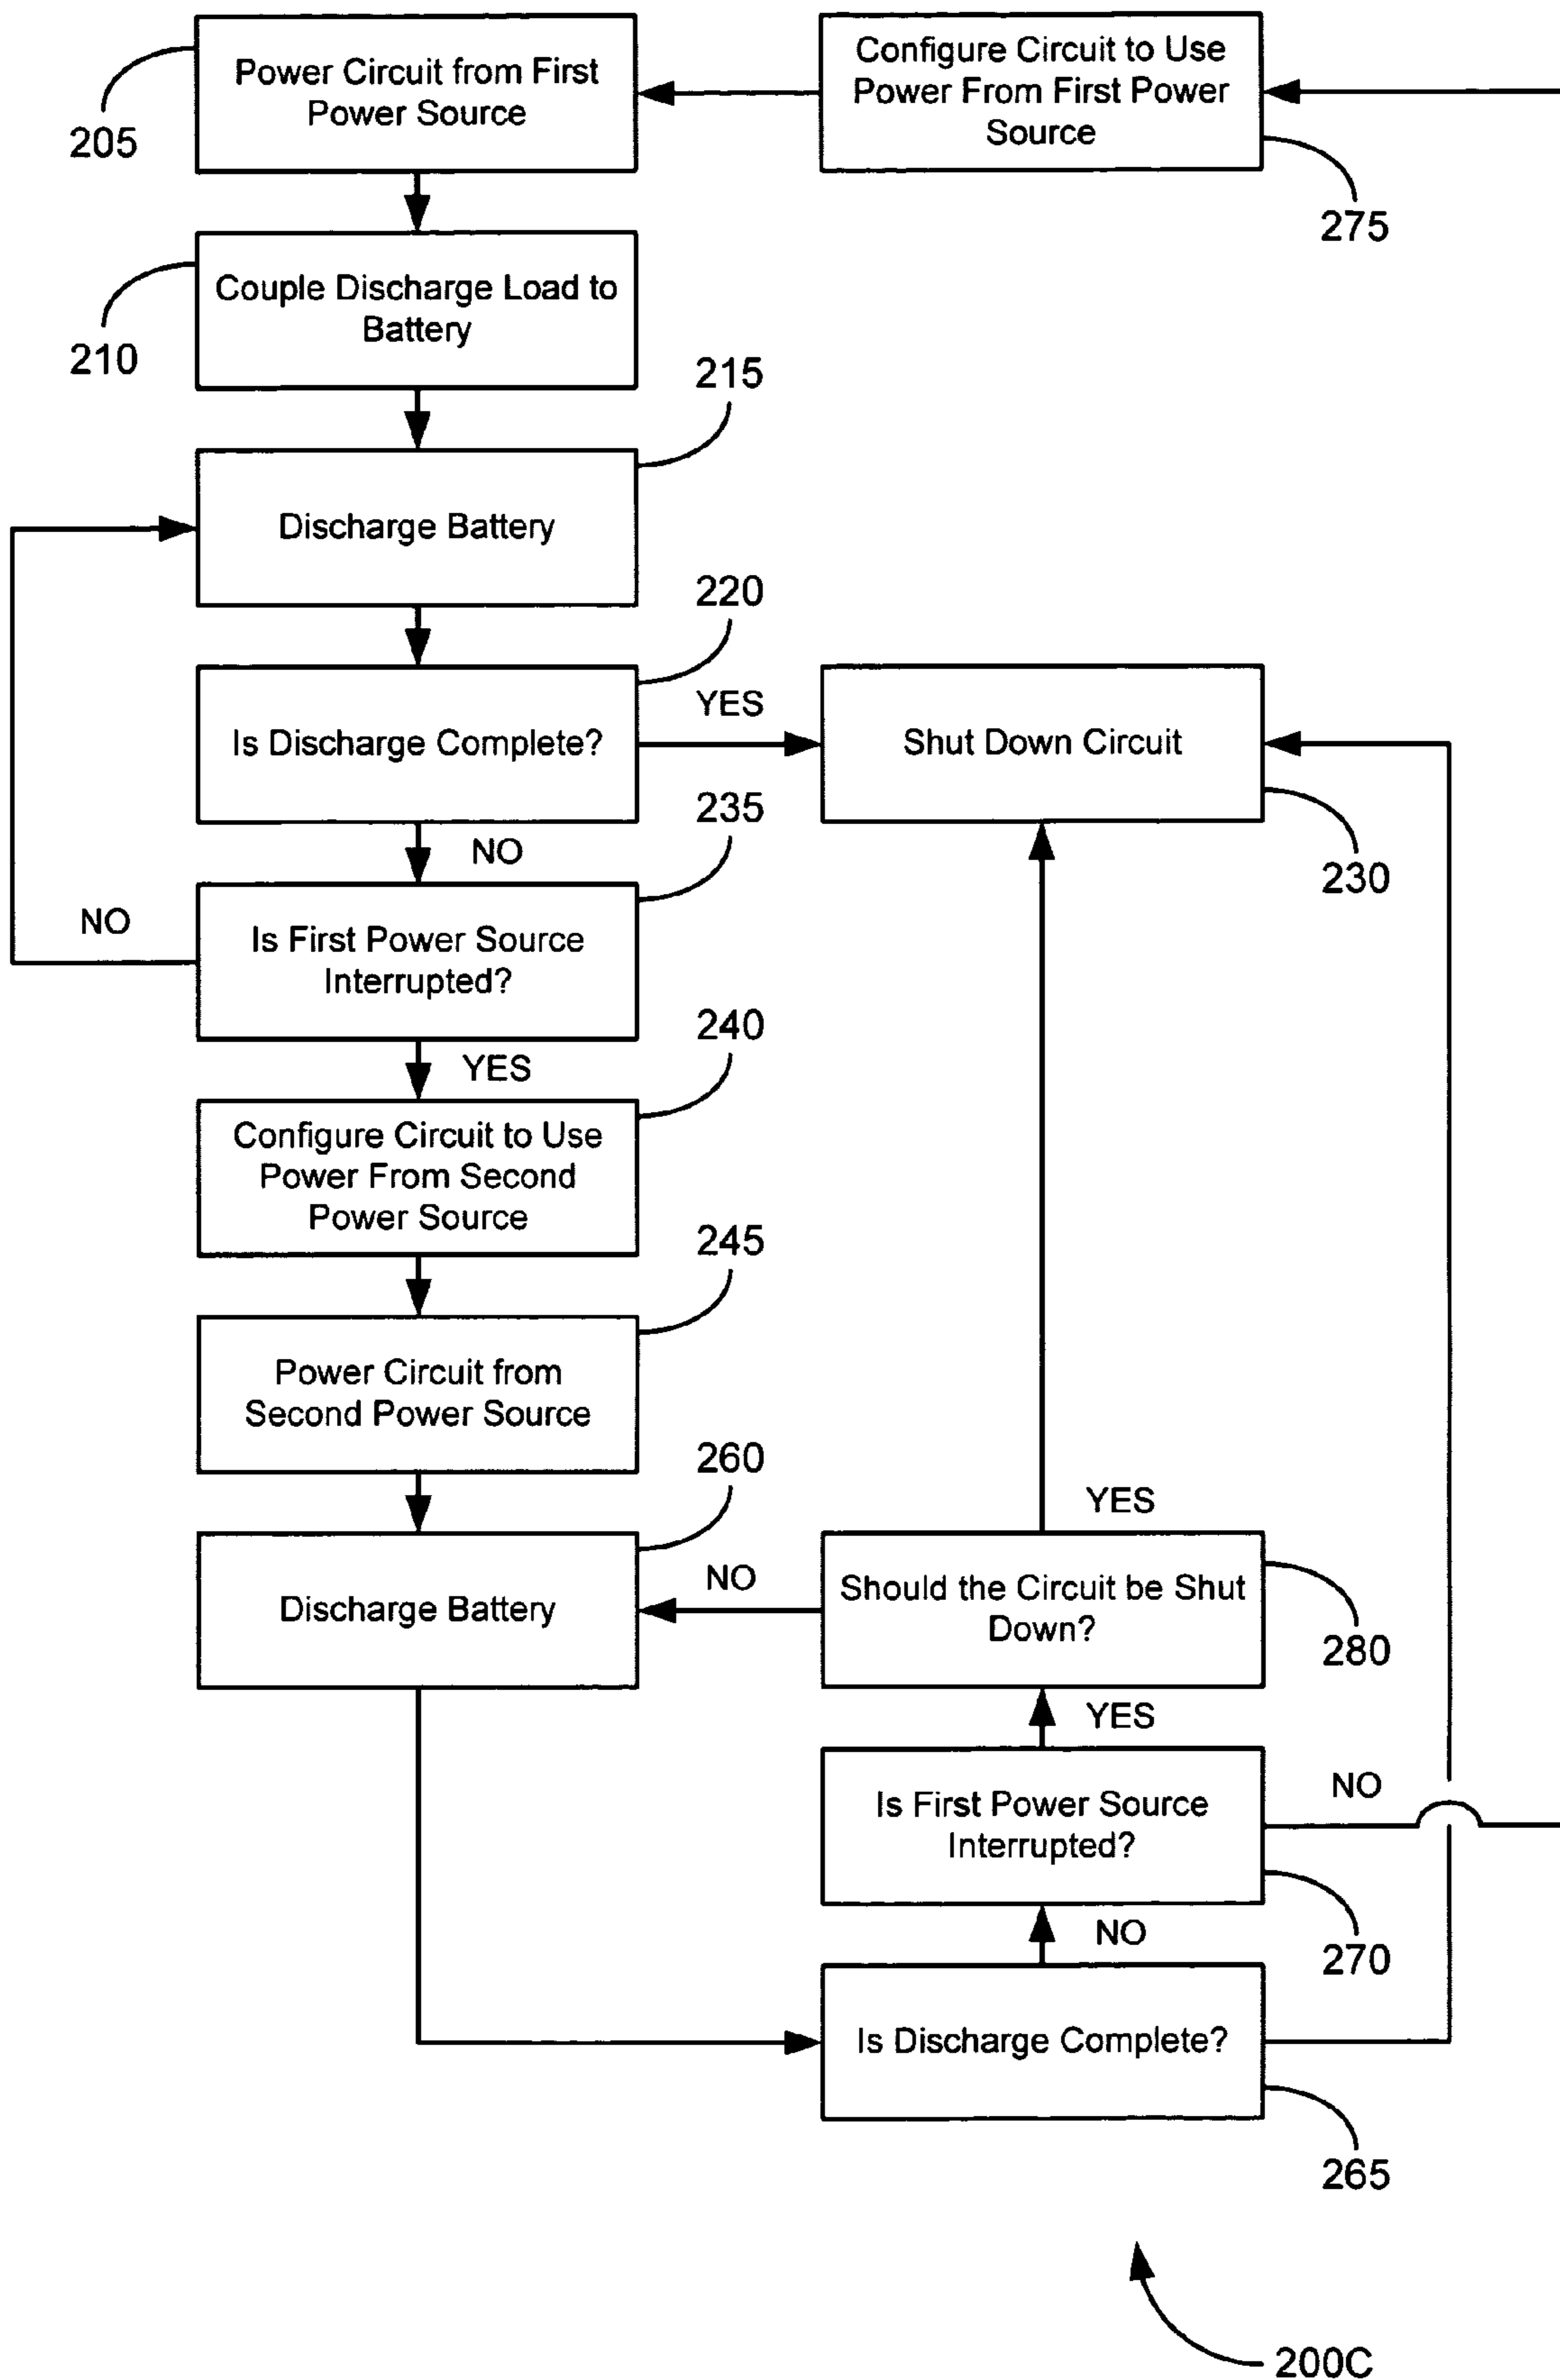 Power Circuit from First
Power Source
205
Configure Circuit to Use
Power From First Power
Source
275
Couple Discharge Load to
Battery
210
215
Discharge Battery
220
Is Discharge Complete?
YES
Shut Down Circuit
230
NO
235
Is First Power Source
Interrupted?
NO
YES
240
Configure Circuit to Use
Power From Second
Power Source
245
Power Circuit from
Second Power Source
260
Discharge Battery
NO
YES
Should the Circuit be Shut
Down?
280
YES
Is First Power Source
Interrupted?
NO
270
NO
Is Discharge Complete?
265
200C